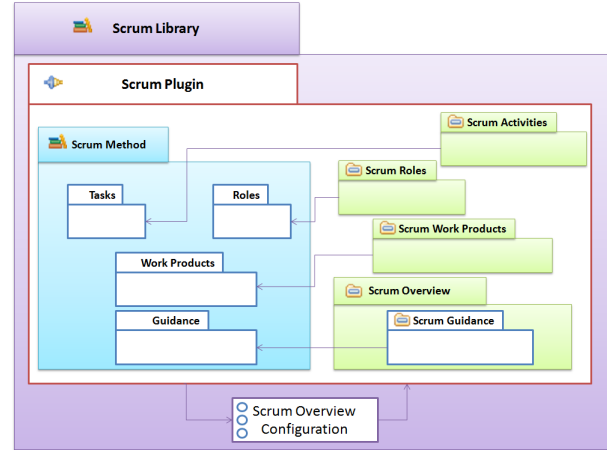 Scrum Library
Scrum Plugin
Scrum Activities
Scrum Method
Scrum Roles
Tasks
Roles
Scrum Work Products
Work Products
Scrum Overview
Guidance
Scrum Guidance
Scrum Overview
Configuration